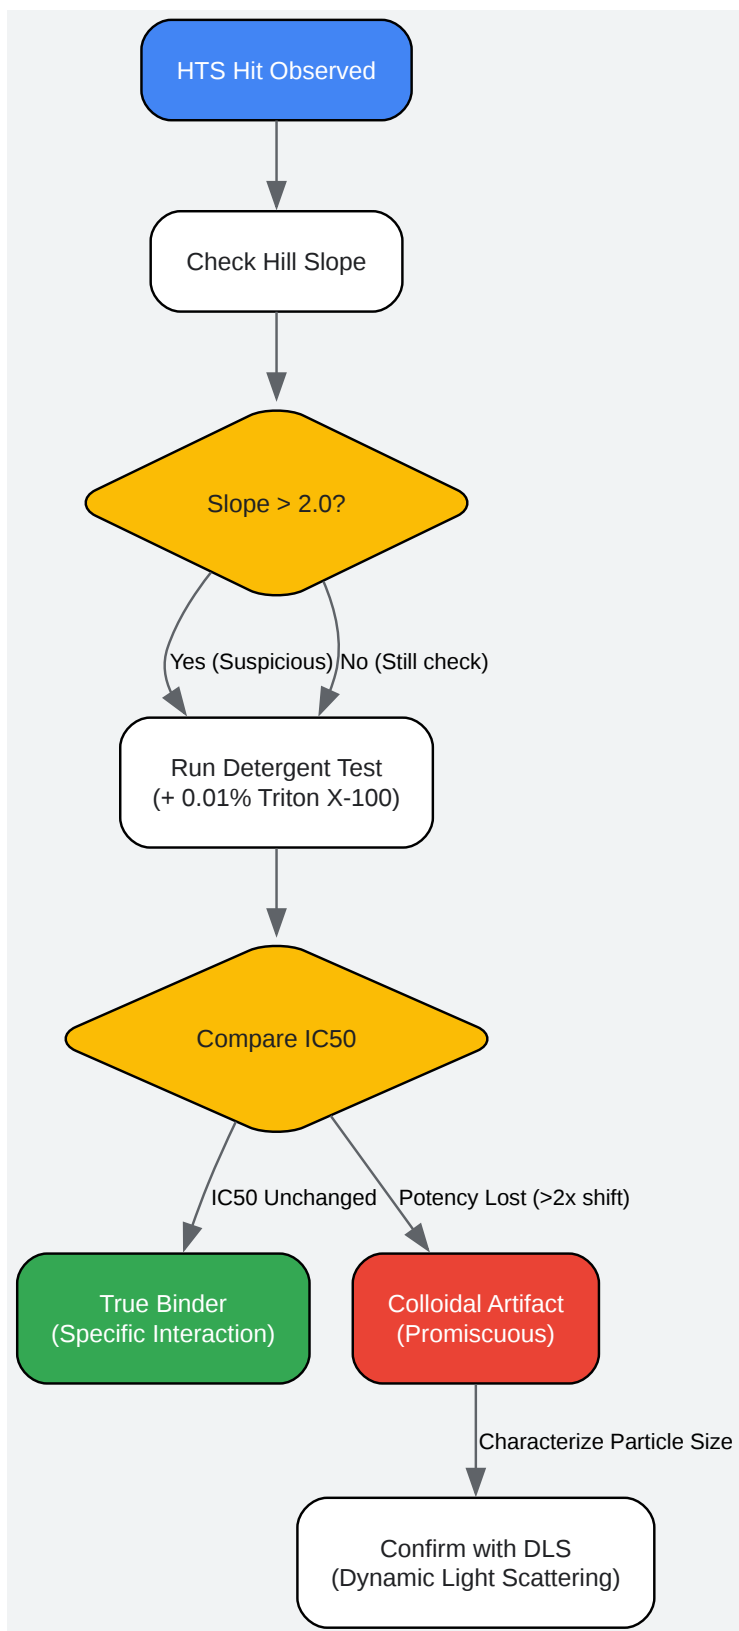 HTS Hit Observed
Check Hill Slope
Slope > 2.0?
Yes (Suspicious)
No (Still check)
Run Detergent Test
(+ 0.01% Triton X-100)
Compare IC50
IC50 Unchanged
Potency Lost (>2x shift)
True Binder
(Specific Interaction)
Colloidal Artifact
(Promiscuous)
Characterize Particle Size
Confirm with DLS
(Dynamic Light Scattering)